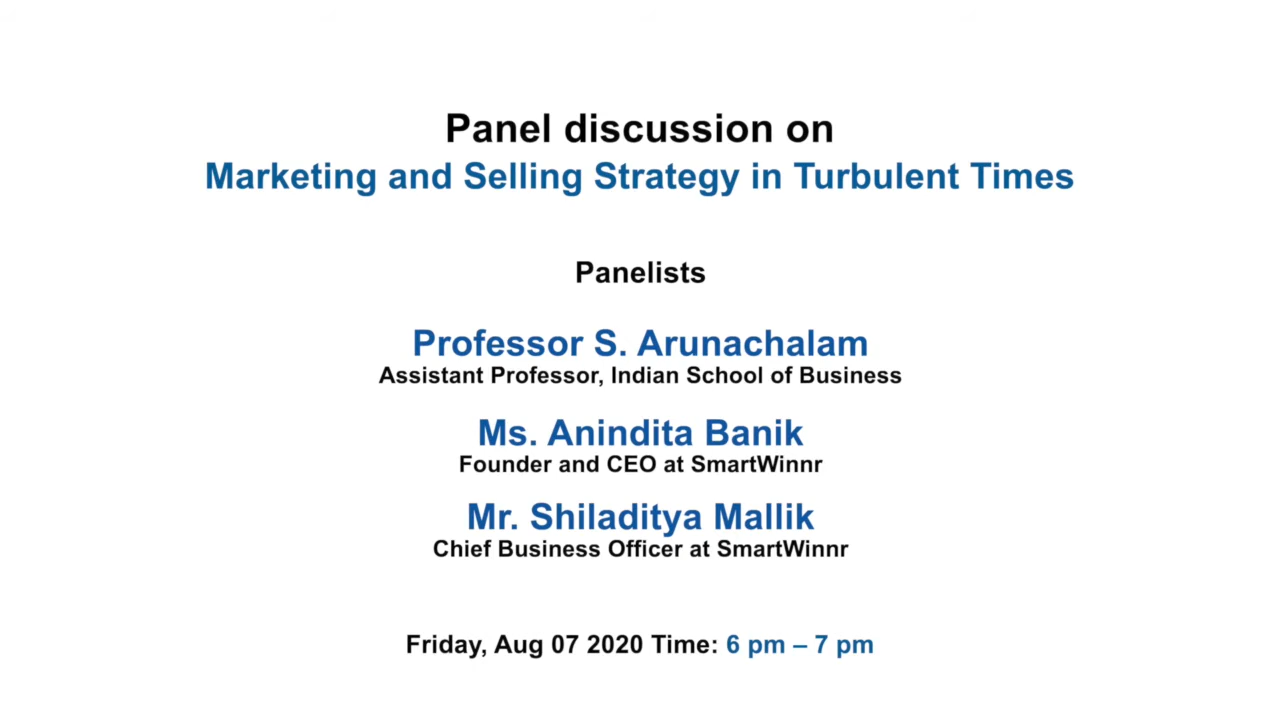 Panel discussion on
Marketing and Selling Strategy in Turbulent Times
Panelists
Professor S. Arunachalam
Assistant Professor, Indian School of Business
Ms. Anindita Banik
Founder and CEO at SmartWinnr
Mr. Shiladitya Mallik
Chief Business Officer at SmartWinnr
Friday, Aug 07 2020 Time: 6 pm – 7 pm